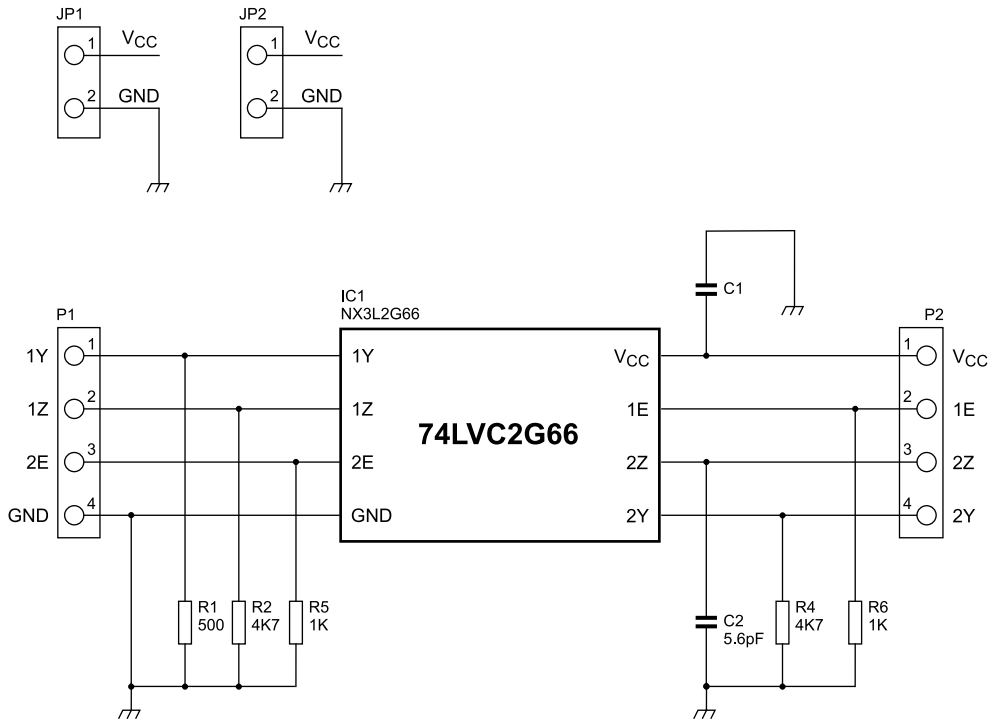 JP1
1 VCC
2 GND
JP2
1 VCC
2 GND
C1
IC1
NX3L2G66
P1
1Y 1
1Z 2
2E 3
GND 4
1Y
1Z
2E
GND
74LVC2G66
VCC
1E
2Z
2Y
P2
1 VCC
2 1E
3 2Z
4 2Y
R1
500
R2
4K7
R5
1K
C2
5.6pF
R4
4K7
R6
1K